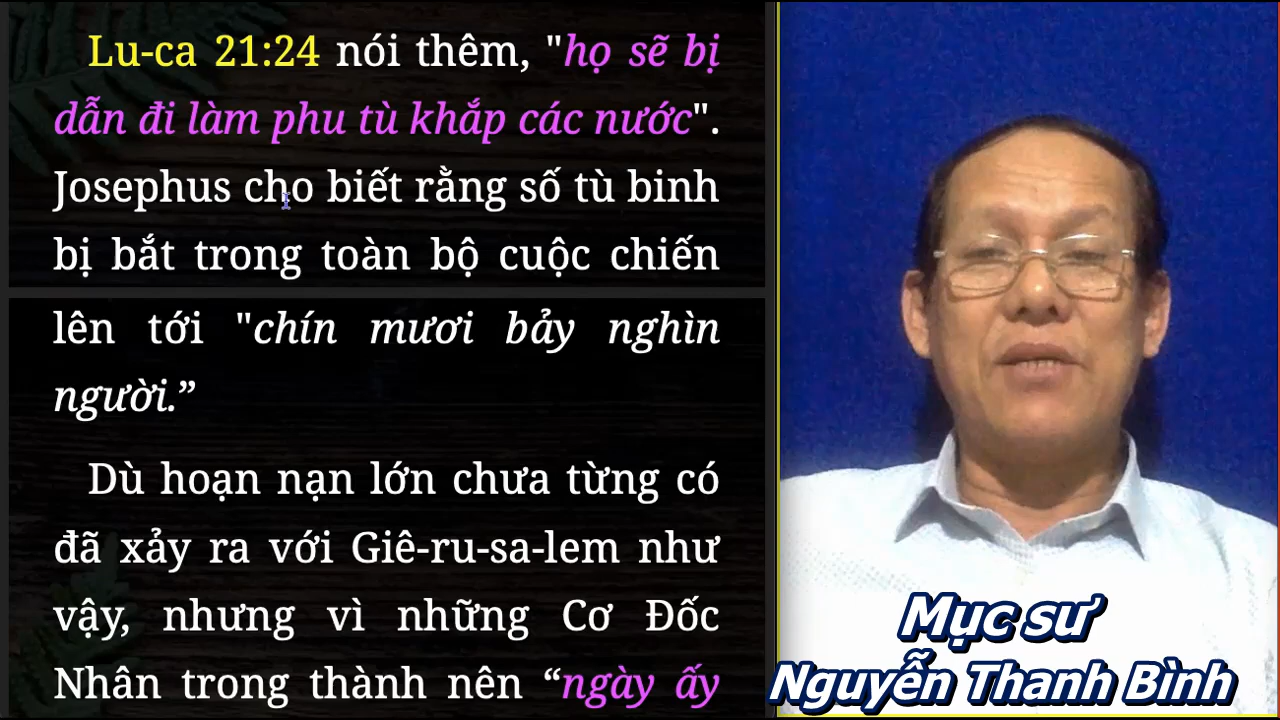 Lu-ca 21:24 nói thêm, "họ sẽ bị
dẫn đi làm phu tù khắp các nước".
Josephus cho biết rằng số tù binh
bị bắt trong toàn bộ cuộc chiến
lên tới "chín mươi bảy nghìn
người.”
Dù hoạn nạn lớn chưa từng có
đã xảy ra với Giê-ru-sa-lem như
vậy, nhưng vì những Cơ Đốc
Nhân trong thành nên “ngày ấy
Mục sư
Nguyễn Thanh Bình